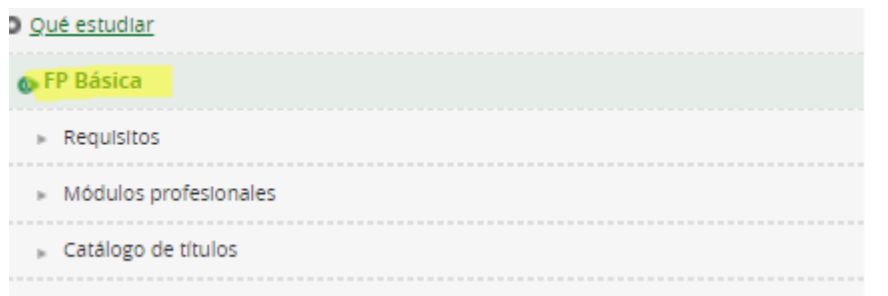 Qué estudiar
FP Básica
Requisitos
Módulos profesionales
Catálogo de títulos